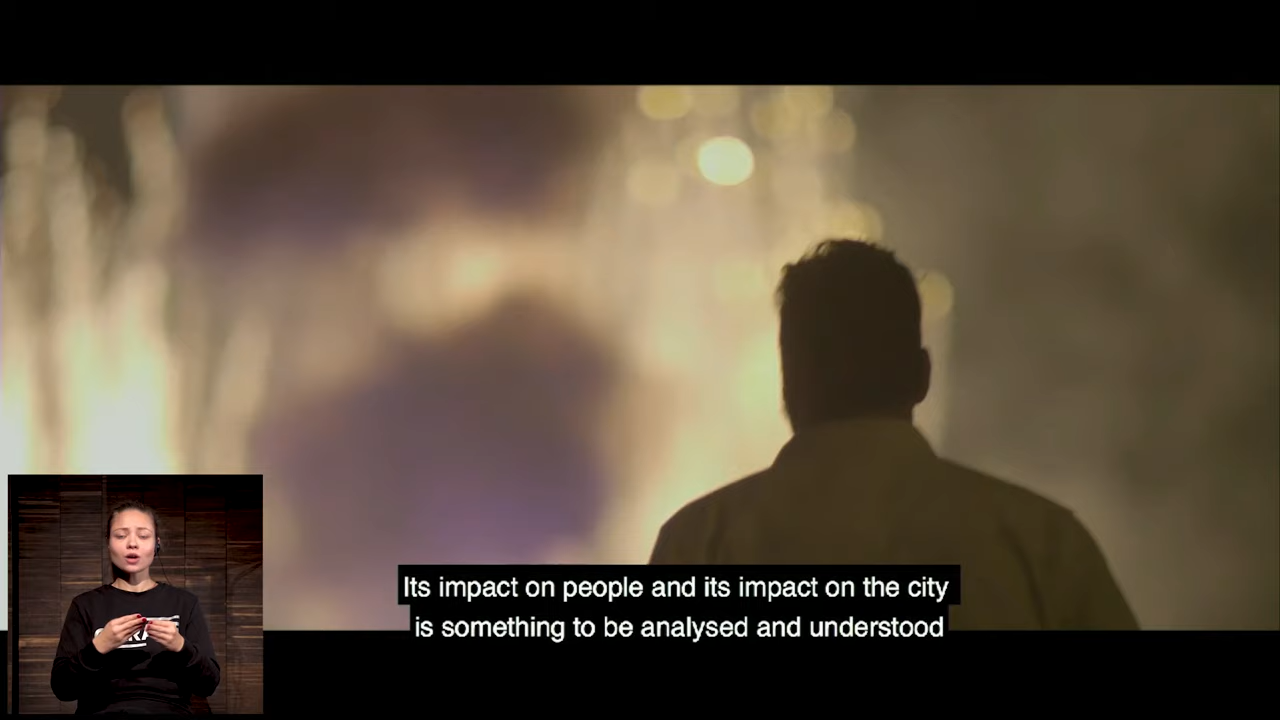 Its impact on people and its impact on the city
is something to be analysed and understood